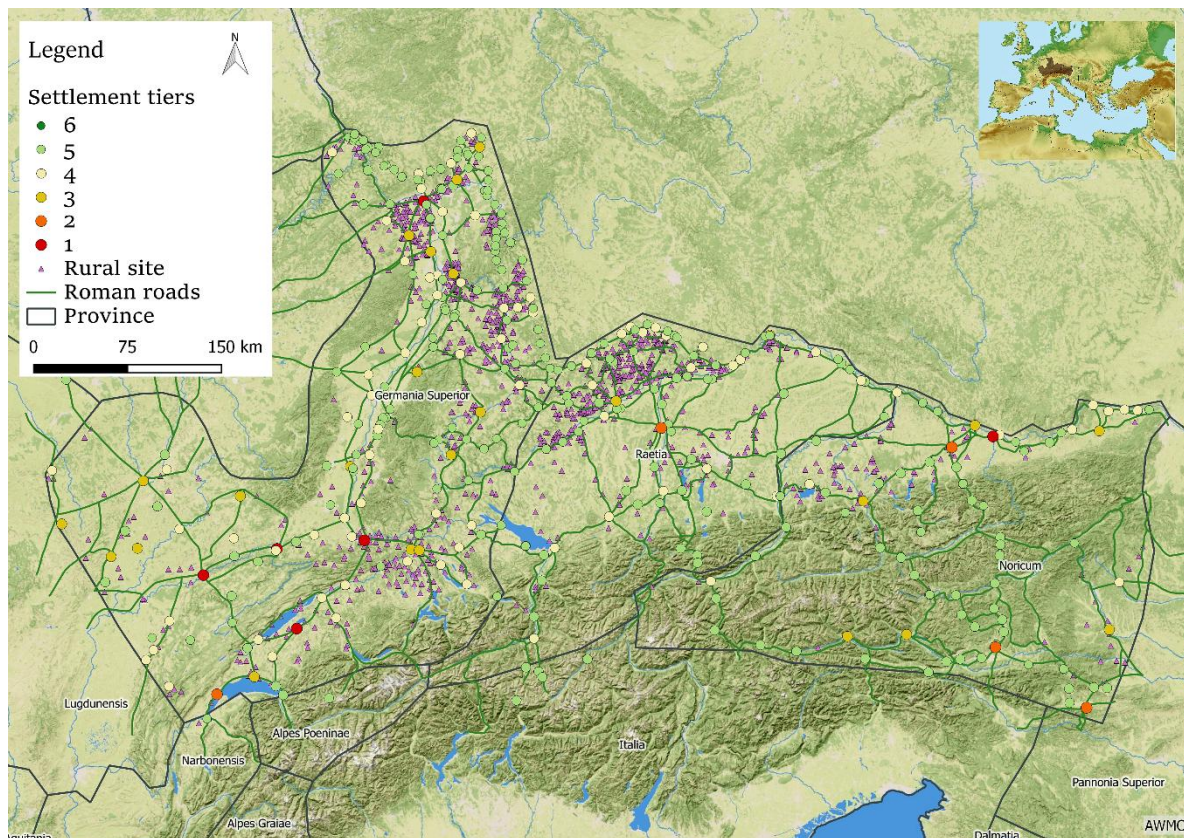 Legend
N
Settlement tiers
6
5
4
3
2
1
Rural site
Roman roads
Province
0 75 150 km
Germania Superior
Raetia
Noricum
Lugdunensis
Alpes Poeninae
Narbonensis
Italia
Pannonia Superior
Alpes Graiae
AWMC